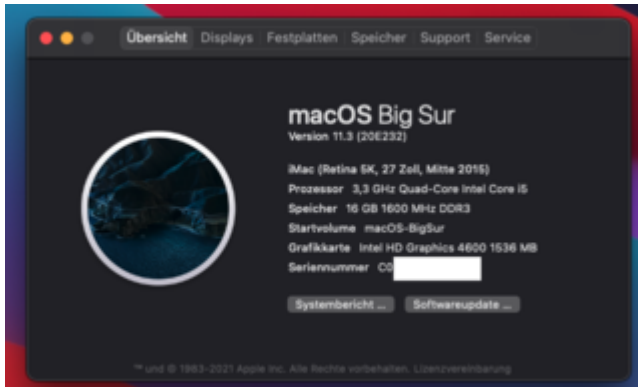 Übersicht Displays Festplatten Speicher Support Service
macOS Big Sur
Version 11.3 (20E232)
iMac (Retina 5K, 27 Zoll, Mitte 2015)
Prozessor 3,3 GHz Quad-Core Intel Core i5
Speicher 16 GB 1600 MHz DDR3
Startvolume macOS-BigSur
Grafikkarte Intel HD Graphics 4600 1536 MB
Seriennummer C0
Systembericht ... Softwareupdate ...
™ und © 1983-2021 Apple Inc. Alle Rechte vorbehalten. Lizenzvereinbarung